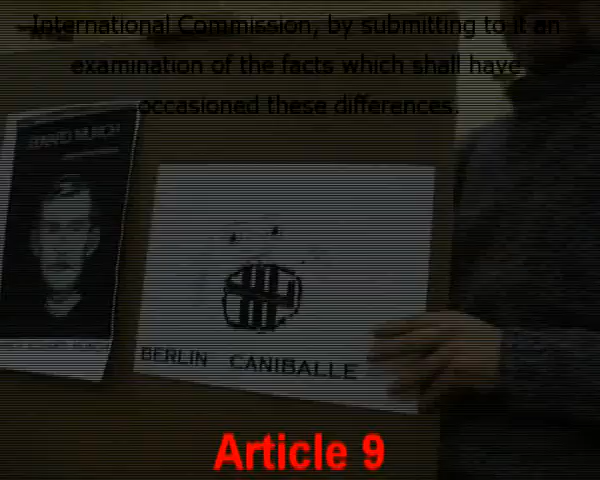 International Commission, by submitting to it an
examination of the facts which shall have
occasioned these differences.
BERLIN CANIBALLE
Article 9